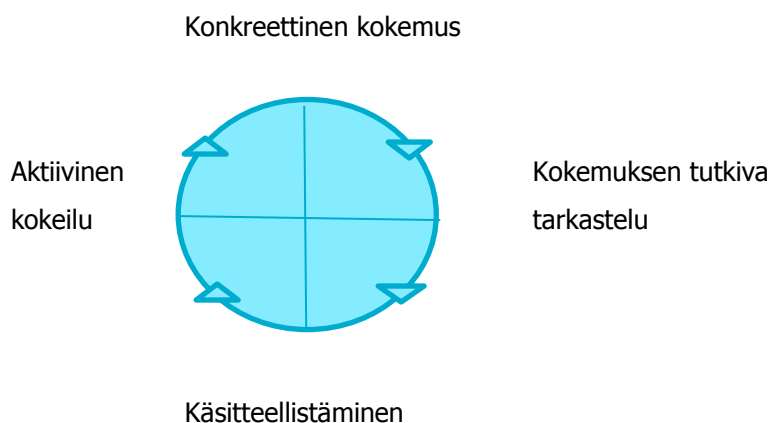 Konkreettinen kokemus
Aktiivinen
kokeilu
Kokemuksen tutkiva
tarkastelu
Käsitteellistäminen